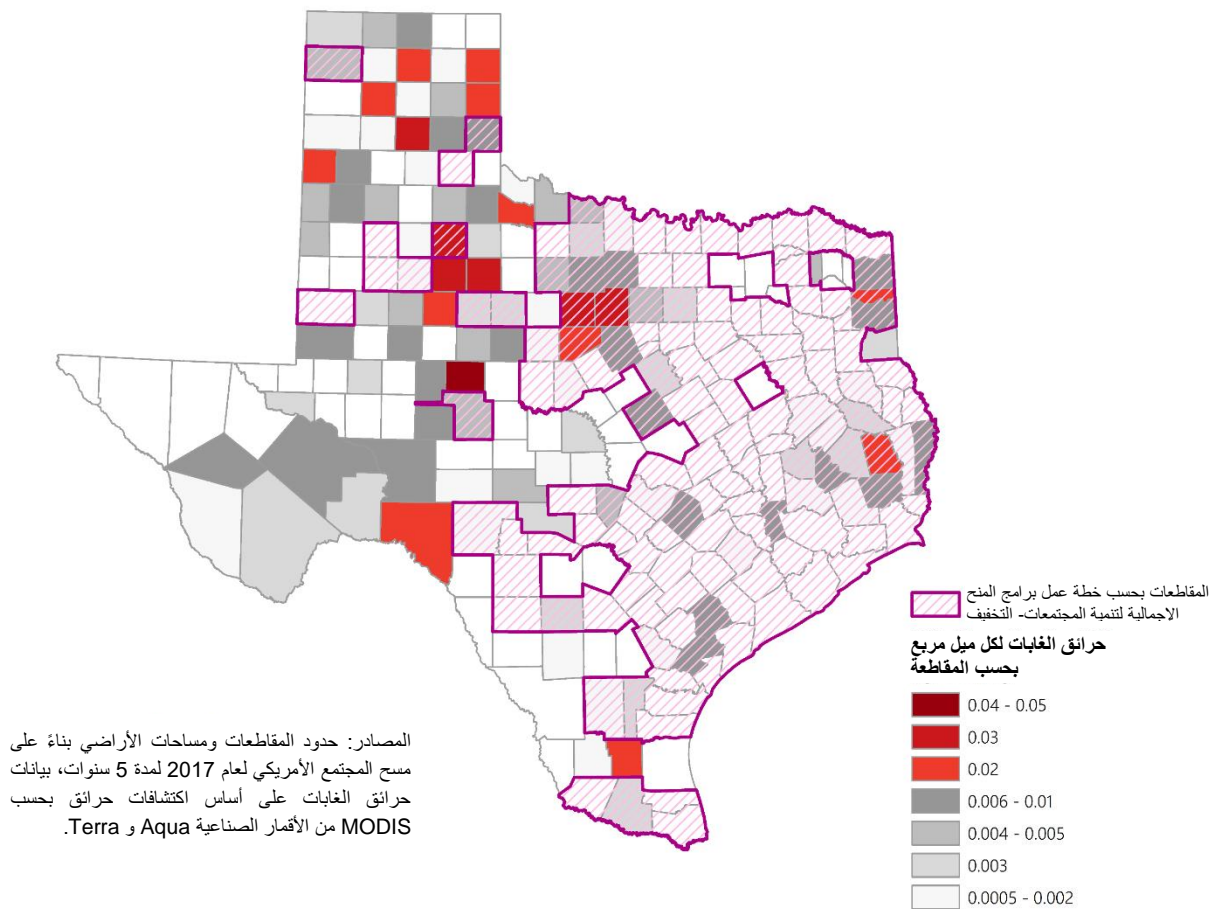 المقاطعات بحسب خطة عمل برامج المنح
الاجمالية لتنمية المجتمعات- التخفيف
حرائق الغابات لكل ميل مربع
بحسب المقاطعة
0.04 - 0.05
0.03
0.02
0.006 - 0.01
0.004 - 0.005
0.003
0.0005 - 0.002
المصادر: حدود المقاطعات ومساحات الأراضي بناءً على
مسح المجتمع الأمريكي لعام 2017 لمدة 5 سنوات، بيانات
حرائق الغابات على أساس اكتشافات حرائق بحسب
MODIS من الأقمار الصناعية Aqua و Terra.